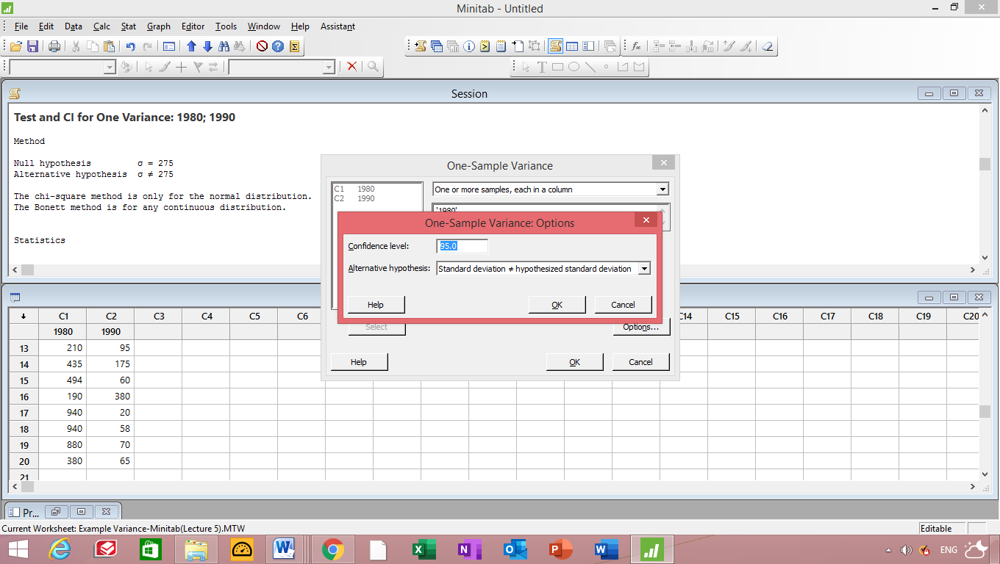 Minitab - Untitled
File Edit Data Calc Stat Graph Editor Tools Window Help Assistant
Session
Test and CI for One Variance: 1980; 1990
Method
Null hypothesis σ = 275
Alternative hypothesis σ ≠ 275
The chi-square method is only for the normal distribution.
The Bonett method is for any continuous distribution.
Statistics
One-Sample Variance
C1 1980
C2 1990
One or more samples, each in a column
'1980'
One-Sample Variance: Options
Confidence level: 95.0
Alternative hypothesis: Standard deviation ≠ hypothesized standard deviation
Help OK Cancel
Select Options...
Help OK Cancel
C1 C2 C3 C4 C5 C6 C14 C15 C16 C17 C18 C19 C20
1980 1990
13 210 95
14 435 175
15 494 60
16 190 380
17 940 20
18 940 58
19 880 70
20 380 65
21
Pr...
Current Worksheet: Example Variance-Minitab(Lecture 5).MTW
Editable
ENG